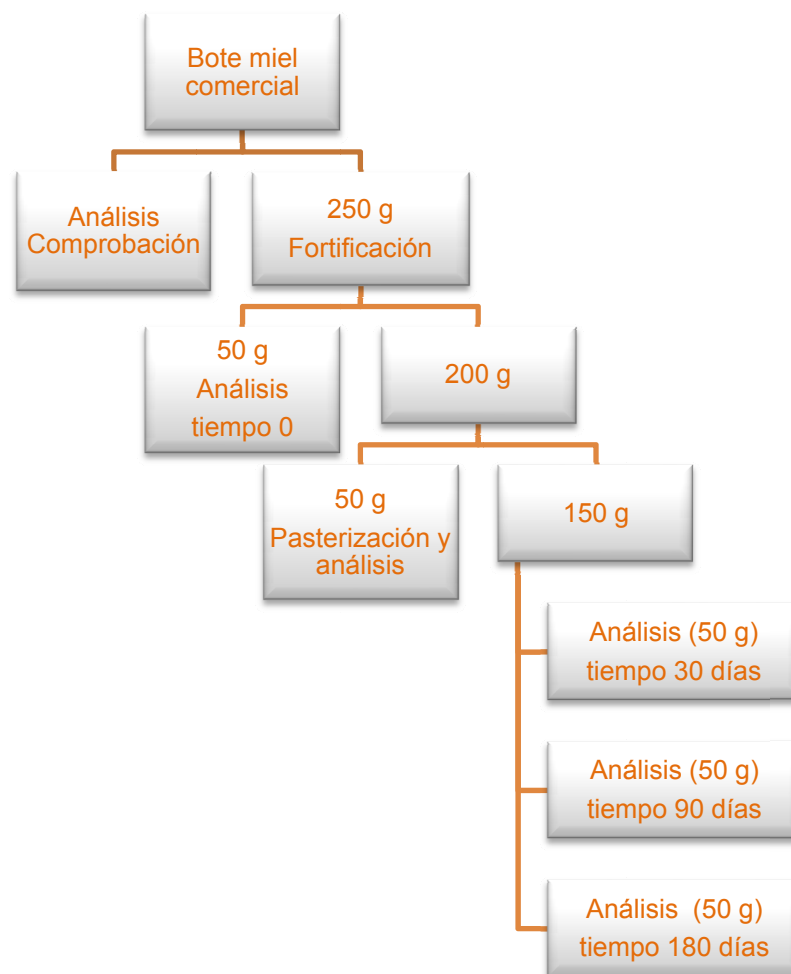 Bote miel
comercial
Análisis
Comprobación
250 g
Fortificación
50 g
Análisis
tiempo 0
200 g
50 g
Pasterización y
análisis
150 g
Análisis (50 g)
tiempo 30 días
Análisis (50 g)
tiempo 90 días
Análisis (50 g)
tiempo 180 días